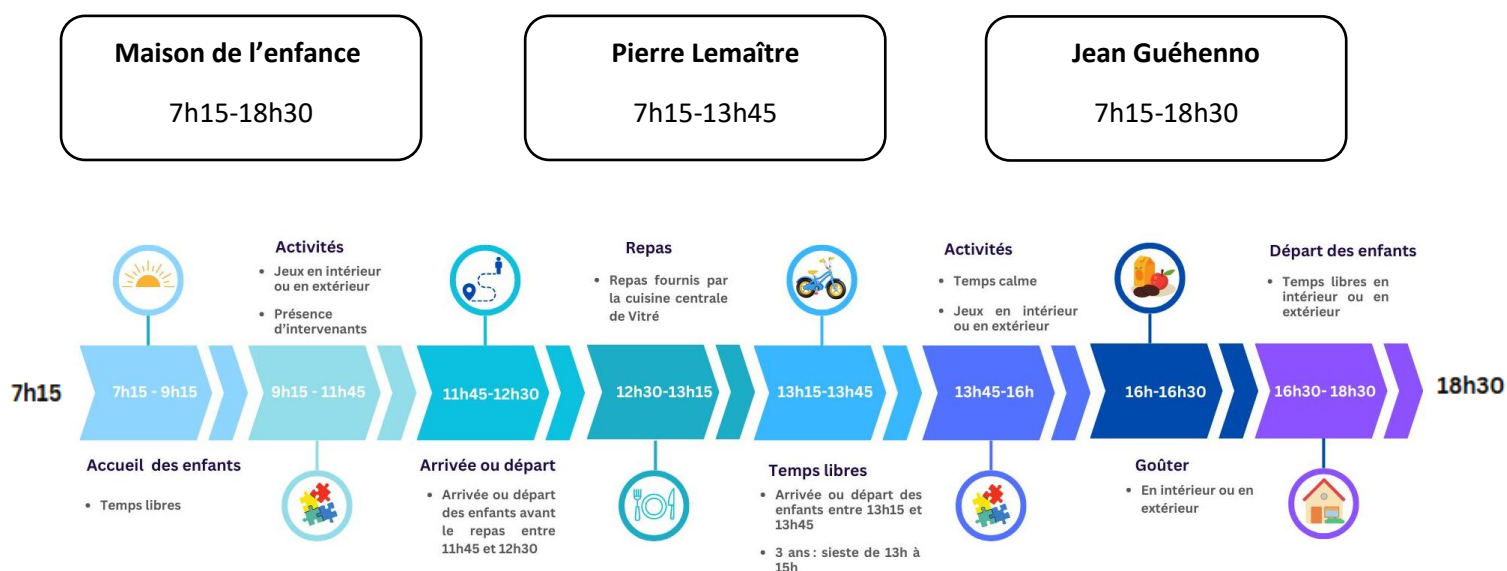 Maison de l’enfance
7h15-18h30
Pierre Lemaître
7h15-13h45
Jean Guéhenno
7h15-18h30
Activités
• Jeux en intérieur
ou en extérieur
• Présence
d’intervenants
Repas
• Repas fournis par
la cuisine centrale
de Vitré
Activités
• Temps calme
• Jeux en intérieur
ou en extérieur
Départ des enfants
• Temps libres en
intérieur ou en
extérieur
7h15
7h15 - 9h15
9h15 - 11h45
11h45-12h30
12h30-13h15
13h15-13h45
13h45-16h
16h-16h30
16h30- 18h30
18h30
Accueil des enfants
• Temps libres
Arrivée ou départ
• Arrivée ou départ
des enfants avant
le repas entre
11h45 et 12h30
Temps libres
• Arrivée ou départ des
enfants entre 13h15 et
13h45
• 3 ans : sieste de 13h à
15h
Goûter
• En intérieur ou en
extérieur